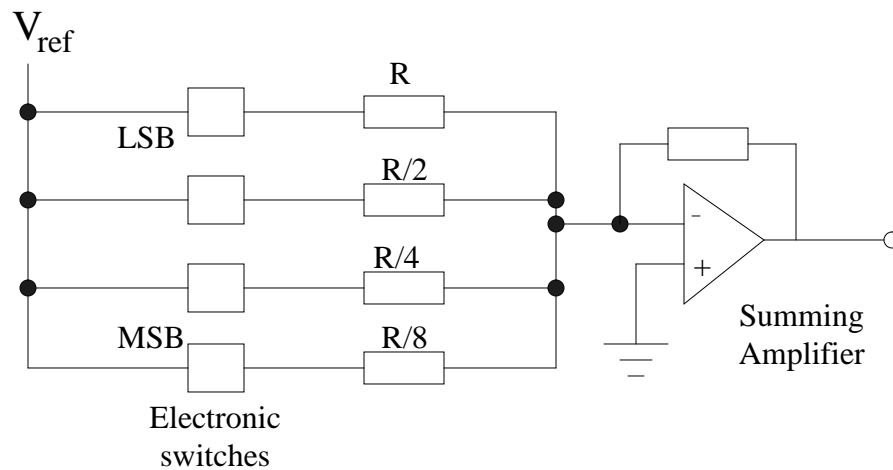 Vref
R
LSB
R/2
R/4
MSB
R/8
-
+
Summing
Amplifier
Electronic
switches